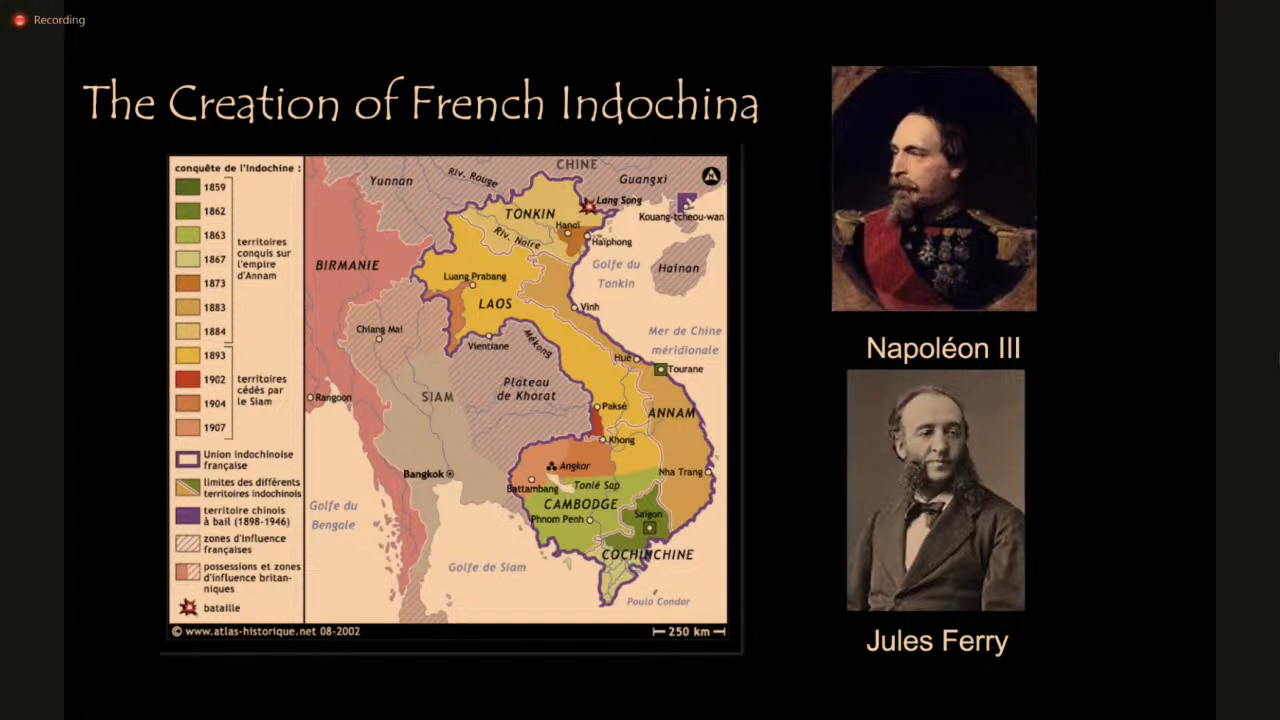 Recording
The Creation of French Indochina
conquête de l'Indochine :
1859
1862
1863
1867
1873
1883
1884
1893
1902
1904
1907
territoires
conquis sur
l'empire
d'Annam
territoires
cédés par
le Siam
Union indochinoise
française
limites des différents
territoires indochinois
territoire chinois
à bail (1898-1946)
zones d'influence
françaises
possessions et zones
d'influence britan-
niques
bataille
CHINE
Yunnan
Riv. Rouge
Guangxi
Lang Song
Kouang-tcheou-wan
TONKIN
Hanoi
Riv. Noire
Haïphong
BIRMANIE
Golfe du
Tonkin
Hainan
Luang Prabang
LAOS
Vinh
Chiang Mai
Vientiane
Mékong
Mer de Chine
méridionale
Hué
Tourane
Plateau
de Khorat
SIAM
Rangoon
Paksé
ANNAM
Khong
Bangkok
Angkor
Nha Trang
Battambang
Tonlé Sap
CAMBODGE
Phnom Penh
Saigon
Golfe du
Bengale
COCHINCHINE
Golfe de Siam
Poulo Condor
© www.atlas-historique.net 08-2002
250 km
Napoléon III
Jules Ferry